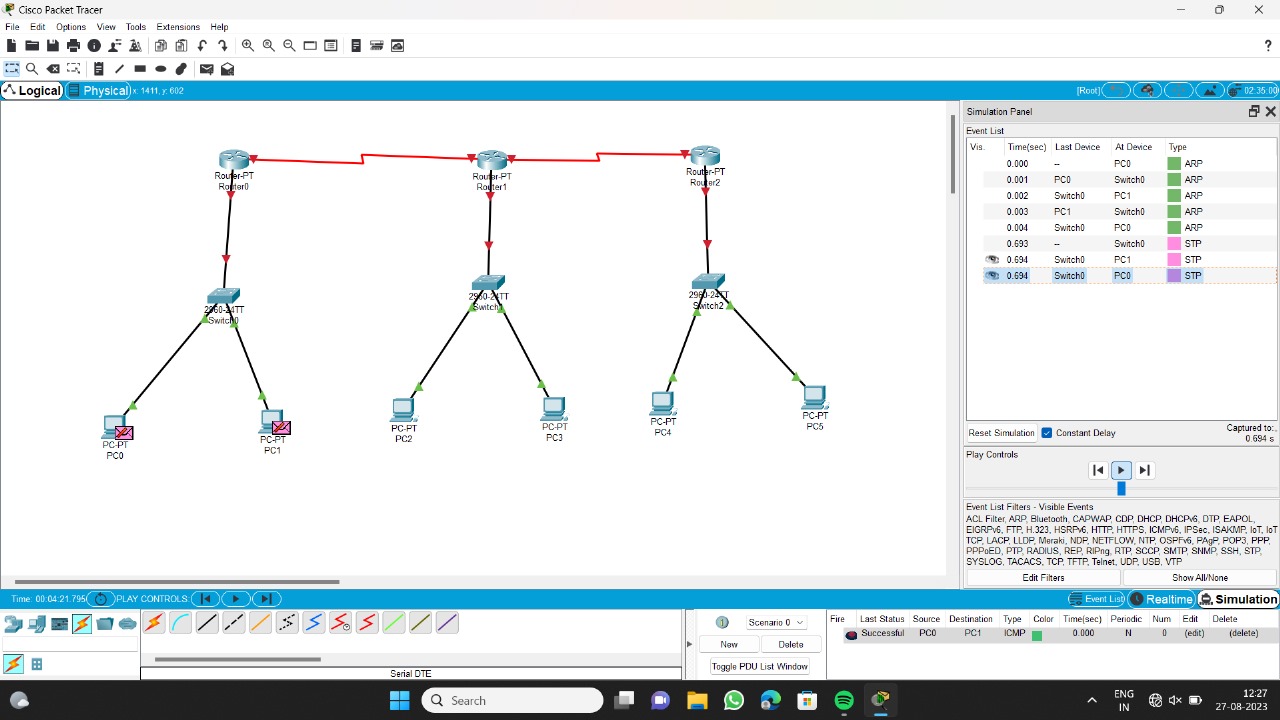 Cisco Packet Tracer
File Edit Options View Tools Extensions Help
?
Logical Physical x: 1411, y: 602 [Root] 02:35:00
Router-PT
Router0
Router-PT
Router1
Router-PT
Router2
2960-24TT
Switch0
2960-24TT
2960-24TT
Switch2
PC-PT
PC0
PC-PT
PC1
PC-PT
PC2
PC-PT
PC3
PC-PT
PC4
PC-PT
PC5
Simulation Panel
Event List
Vis. Time(sec) Last Device At Device Type
0.000 -- PC0 ARP
0.001 PC0 Switch0 ARP
0.002 Switch0 PC1 ARP
0.003 PC1 Switch0 ARP
0.004 Switch0 PC0 ARP
0.693 -- Switch0 STP
0.694 Switch0 PC1 STP
0.694 Switch0 PC0 STP
Reset Simulation Constant Delay Captured to:
0.694 s
Play Controls
Event List Filters - Visible Events
ACL Filter, ARP, Bluetooth, CAPWAP, CDP, DHCP, DHCPv6, DTP, EAPOL,
EIGRPv6, FTP, H.323, HSRPv6, HTTP, HTTPS, ICMPv6, IPSec, ISAKMP, IoT, IoT
TCP, LACP, LLDP, Meraki, NDP, NETFLOW, NTP, OSPFv6, PAgP, POP3, PPP,
PPPoED, PTP, RADIUS, REP, RIPng, RTP, SCCP, SMTP, SNMP, SSH, STP,
SYSLOG, TACACS, TCP, TFTP, Telnet, UDP, USB, VTP
Edit Filters Show All/None
Time: 00:04:21.795 PLAY CONTROLS: Event List Realtime Simulation
Scenario 0
New Delete
Toggle PDU List Window
Fire Last Status Source Destination Type Color Time(sec) Periodic Num Edit Delete
Successful PC0 PC1 ICMP 0.000 N 0 (edit) (delete)
Serial DTE
Search
ENG
IN
12:27
27-08-2023